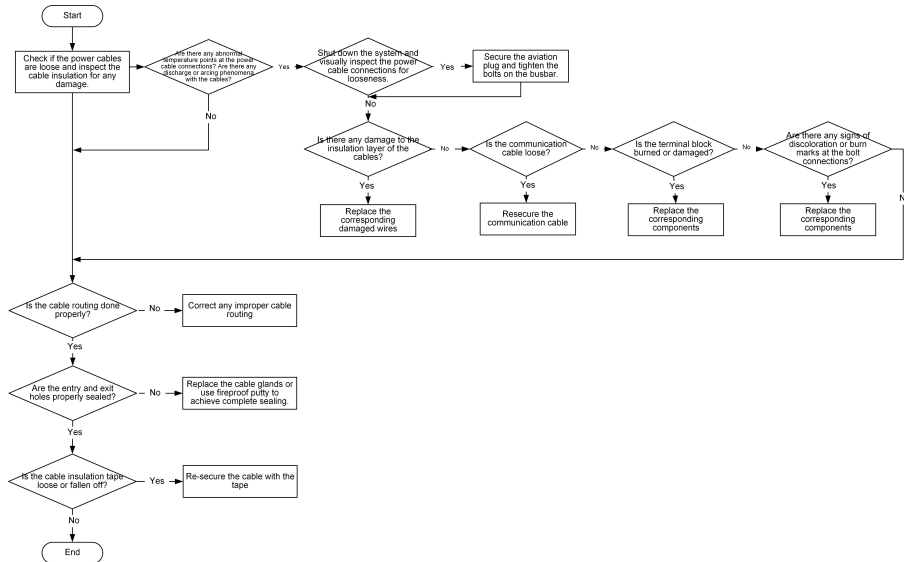 Start
Check if the power cables
are loose and inspect the
cable insulation for any
damage.
Are there any abnormal
temperature points at the power
cable connections? Are there any
discharge or arcing phenomena
with the cables?
Yes
Shut down the system and
visually inspect the power
cable connections for
looseness.
Yes
Secure the aviation
plug and tighten the
bolts on the busbar.
No
No
Is there any damage to the
insulation layer of the
cables?
No
Is the communication
cable loose?
No
Is the terminal block
burned or damaged?
No
Are there any signs of
discoloration or burn
marks at the bolt
connections?
Yes
Yes
Yes
Yes
N
Replace the
corresponding
damaged wires
Resecure the
communication cable
Replace the
corresponding
components
Replace the
corresponding
components
Is the cable routing done
properly?
No
Correct any improper cable
routing
Yes
Are the entry and exit
holes properly sealed?
No
Replace the cable glands or
use fireproof putty to
achieve complete sealing.
Yes
Is the cable insulation tape
loose or fallen off?
Yes
Re-secure the cable with the
tape
No
End